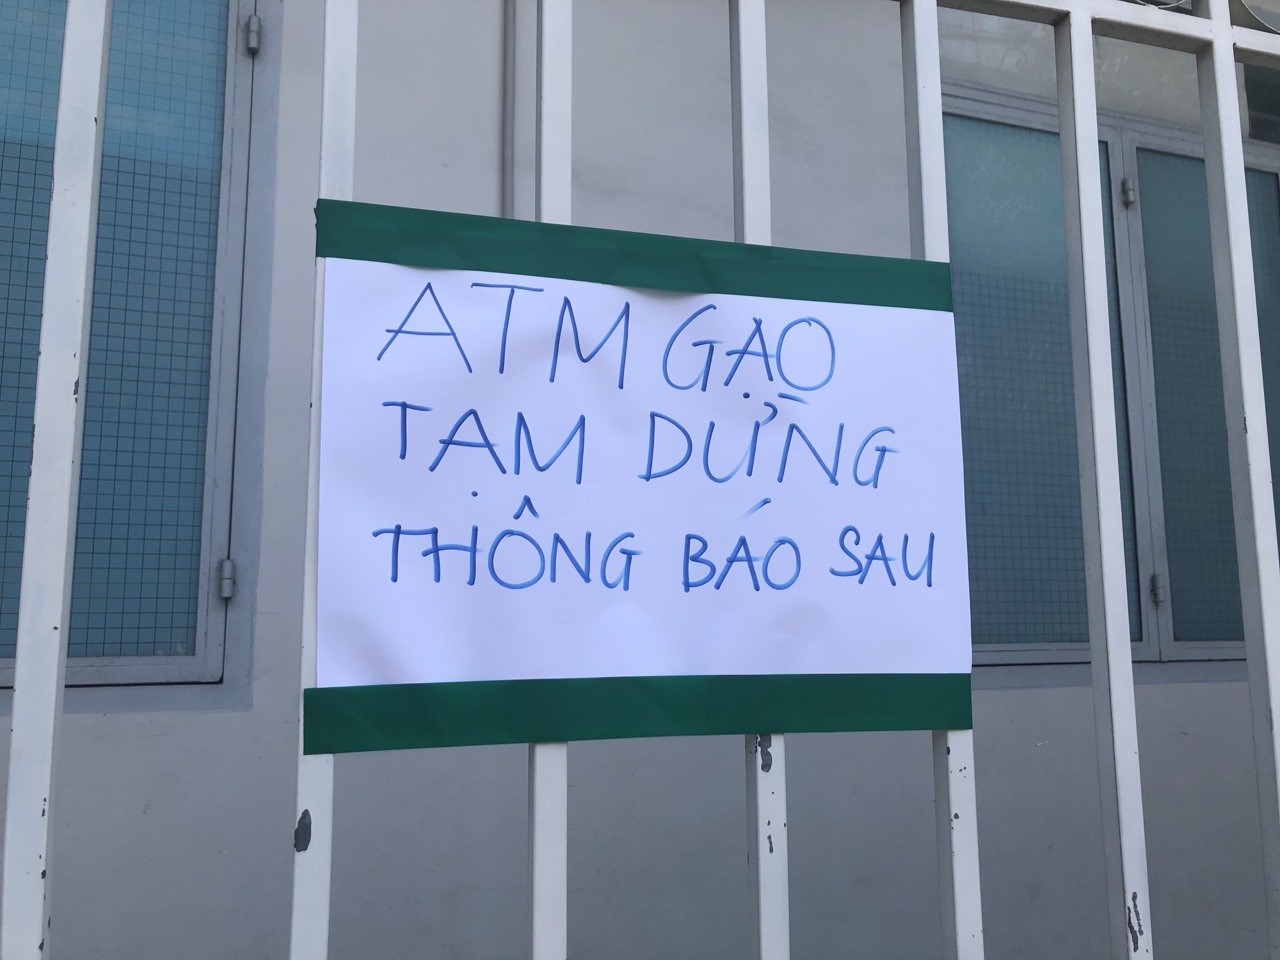 ATM GẠO
TẠM DỪNG
THÔNG BÁO SAU